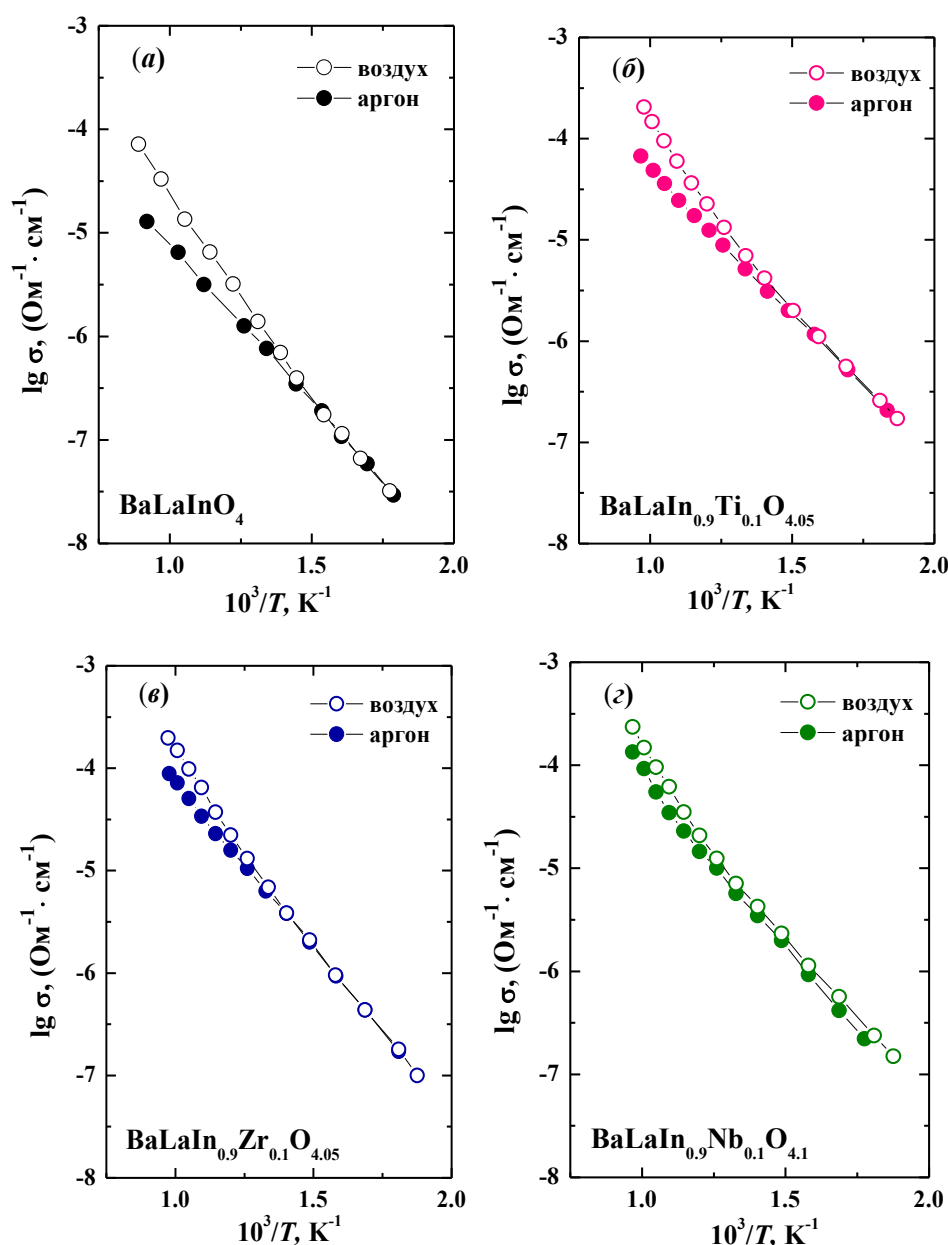 (а)
воздух
аргон
-3
-4
-5
-6
-7
-8
lg σ, (Ом⁻¹· см⁻¹)
BaLaInO₄
1.0 1.5 2.0
10³/T, K⁻¹
(б)
воздух
аргон
-3
-4
-5
-6
-7
-8
lg σ, (Ом⁻¹· см⁻¹)
BaLaIn₀.₉Ti₀.₁O₄.₀₅
1.0 1.5 2.0
10³/T, K⁻¹
(в)
воздух
аргон
-3
-4
-5
-6
-7
-8
lg σ, (Ом⁻¹· см⁻¹)
BaLaIn₀.₉Zr₀.₁O₄.₀₅
1.0 1.5 2.0
10³/T, K⁻¹
(г)
воздух
аргон
-3
-4
-5
-6
-7
-8
lg σ, (Ом⁻¹· см⁻¹)
BaLaIn₀.₉Nb₀.₁O₄.₁
1.0 1.5 2.0
10³/T, K⁻¹